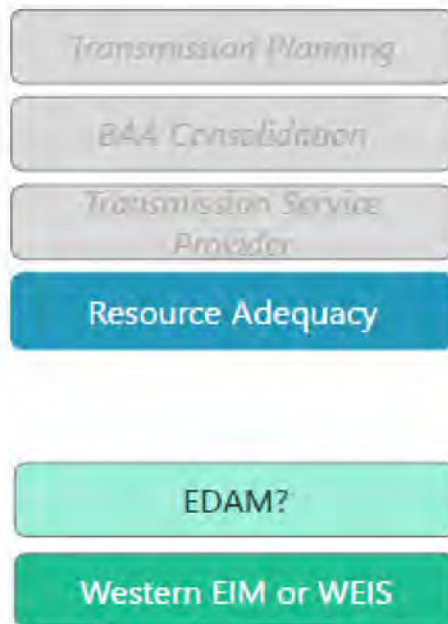 Transmission Planning
BAA Consolidation
Transmission Service
Provider
Resource Adequacy
EDAM?
Western EIM or WEIS